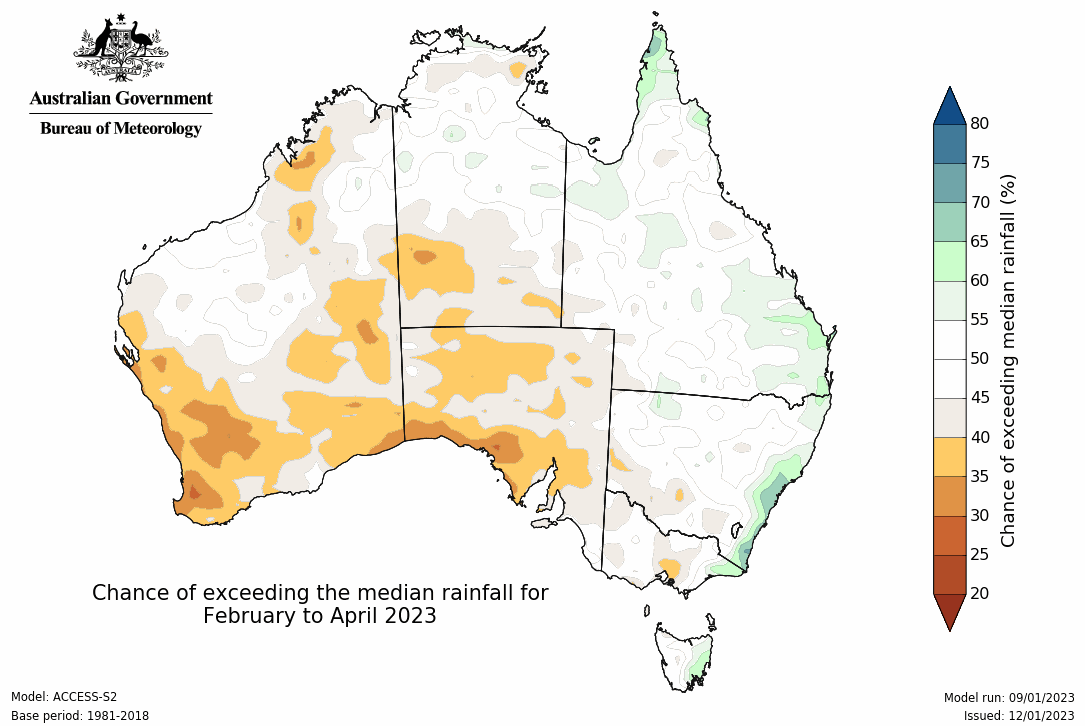 Australian Government
Bureau of Meteorology
80
75
70
65
60
55
50
45
40
35
30
25
20
Chance of exceeding median rainfall (%)
Chance of exceeding the median rainfall for
February to April 2023
Model: ACCESS-S2
Base period: 1981-2018
Model run: 09/01/2023
Issued: 12/01/2023